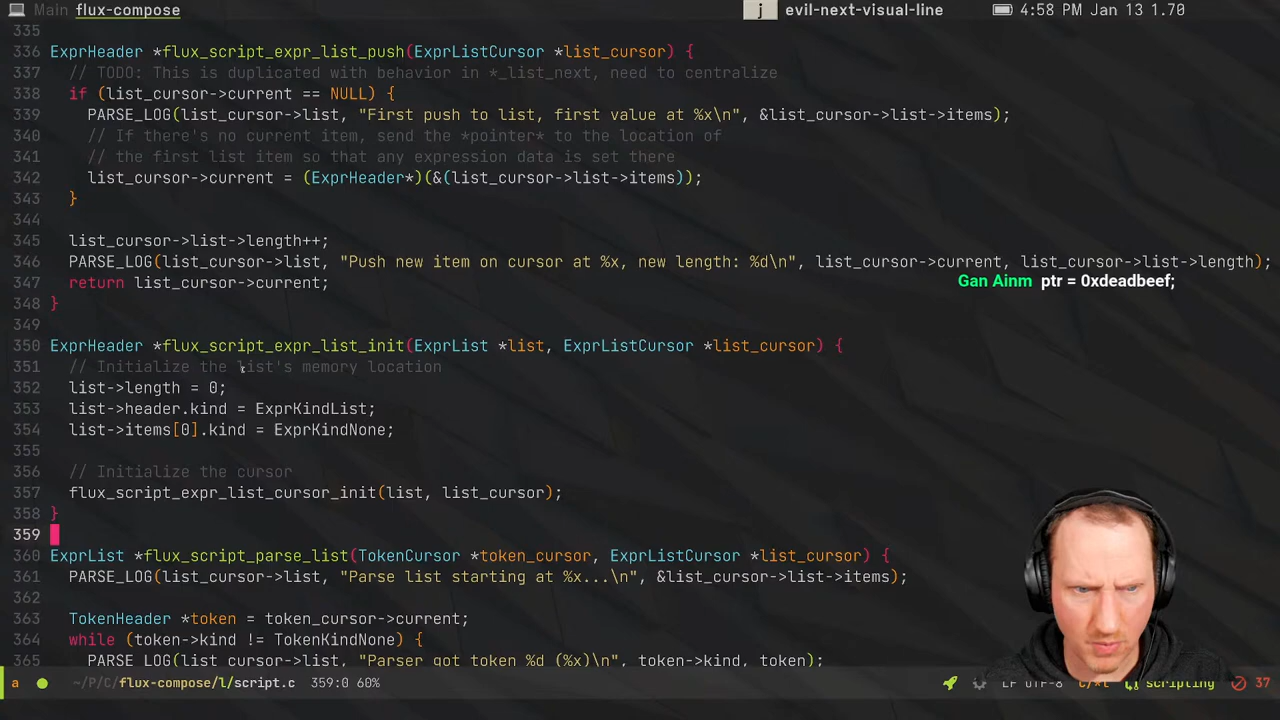 Main flux-compose j evil-next-visual-line 4:58 PM Jan 13 1.70
335
336 ExprHeader *flux_script_expr_list_push(ExprListCursor *list_cursor) {
337 // TODO: This is duplicated with behavior in *_list_next, need to centralize
338 if (list_cursor->current == NULL) {
339 PARSE_LOG(list_cursor->list, "First push to list, first value at %x\n", &list_cursor->list->items);
340 // If there's no current item, send the *pointer* to the location of
341 // the first list item so that any expression data is set there
342 list_cursor->current = (ExprHeader*)(&(list_cursor->list->items));
343 }
344
345 list_cursor->list->length++;
346 PARSE_LOG(list_cursor->list, "Push new item on cursor at %x, new length: %d\n", list_cursor->current, list_cursor->list->length);
347 return list_cursor->current;
Gan Ainm ptr = 0xdeadbeef;
348 }
349
350 ExprHeader *flux_script_expr_list_init(ExprList *list, ExprListCursor *list_cursor) {
351 // Initialize the list's memory location
352 list->length = 0;
353 list->header.kind = ExprKindList;
354 list->items[0].kind = ExprKindNone;
355
356 // Initialize the cursor
357 flux_script_expr_list_cursor_init(list, list_cursor);
358 }
359
360 ExprList *flux_script_parse_list(TokenCursor *token_cursor, ExprListCursor *list_cursor) {
361 PARSE_LOG(list_cursor->list, "Parse list starting at %x...\n", &list_cursor->list->items);
362
363 TokenHeader *token = token_cursor->current;
364 while (token->kind != TokenKindNone) {
365 PARSE_LOG(list_cursor->list, "Parser got token %d (%x)\n", token->kind, token);
a ~/P/C/flux-compose/l/script.c 359:0 60% LF UTF-8 C/*l scripting 37